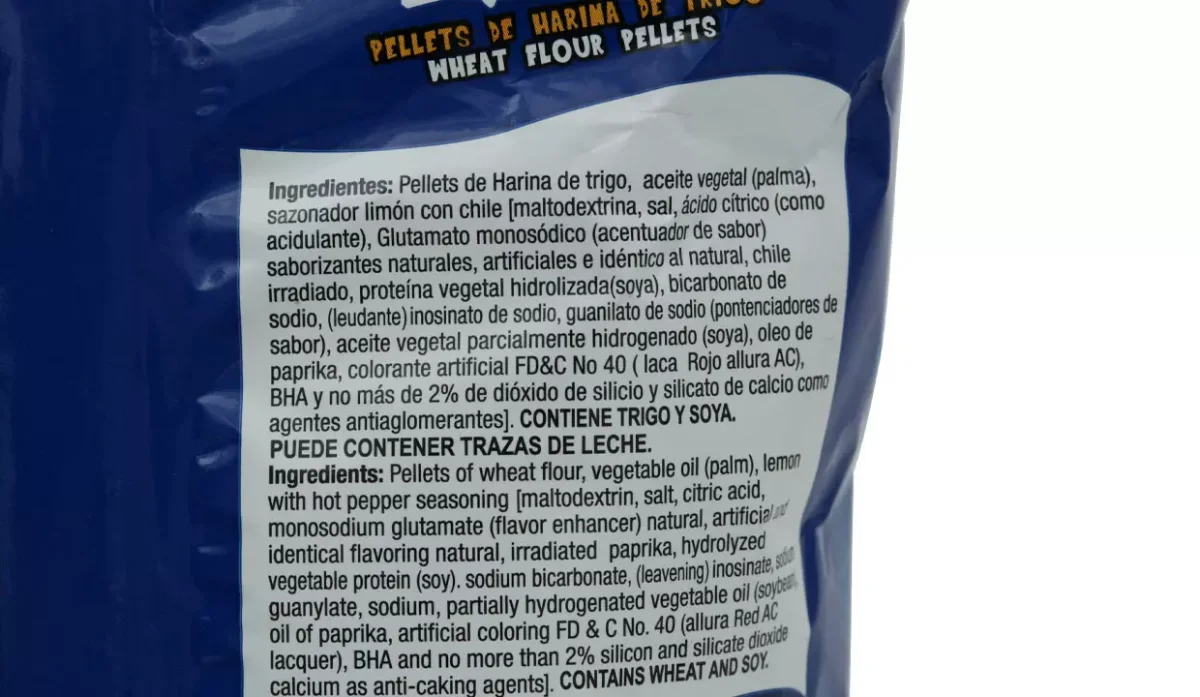 PELLETS DE HARINA DE TRIGO
WHEAT FLOUR PELLETS
Ingredientes: Pellets de Harina de trigo, aceite vegetal (palma),
sazonador limón con chile [maltodextrina, sal, ácido cítrico (como
acidulante), Glutamato monosódico (acentuador de sabor)
saborizantes naturales, artificiales e idéntico al natural, chile
irradiado, proteína vegetal hidrolizada(soya), bicarbonato de
sodio, (leudante) inosinato de sodio, guanilato de sodio (pontenciadores de
sabor), aceite vegetal parcialmente hidrogenado (soya), oleo de
paprika, colorante artificial FD&C No 40 ( laca Rojo allura AC),
BHA y no más de 2% de dióxido de silicio y silicato de calcio como
agentes antiaglomerantes]. CONTIENE TRIGO Y SOYA.
PUEDE CONTENER TRAZAS DE LECHE.
Ingredients: Pellets of wheat flour, vegetable oil (palm), lemon
with hot pepper seasoning [maltodextrin, salt, citric acid,
monosodium glutamate (flavor enhancer) natural, artificial and
identical flavoring natural, irradiated paprika, hydrolyzed
vegetable protein (soy). sodium bicarbonate, (leavening) inosinate, sodium
guanylate, sodium, partially hydrogenated vegetable oil (soybean),
oil of paprika, artificial coloring FD & C No. 40 (allura Red AC
lacquer), BHA and no more than 2% silicon and silicate dioxide
calcium as anti-caking agents]. CONTAINS WHEAT AND SOY.